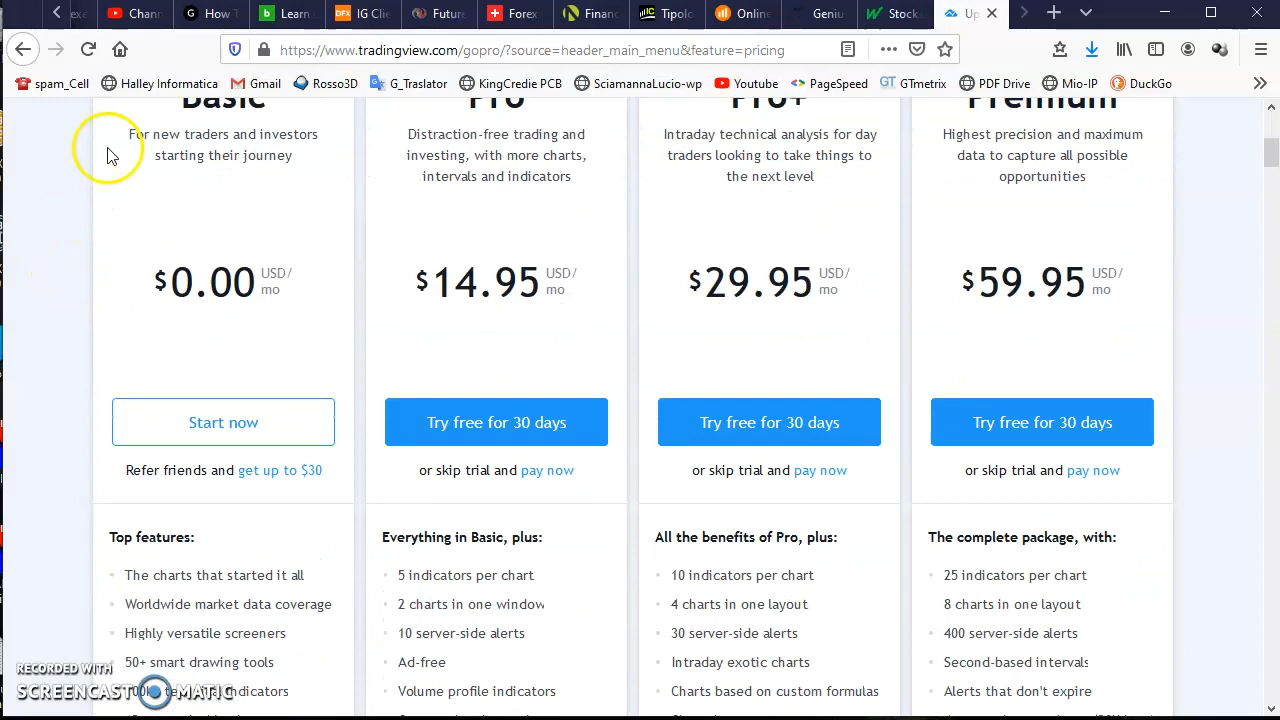 exe
Chann
How T
Learn.
DFX
IG Clie
Future
Forex
Financ
Tipolo
Online
Geniu
Stocks
Up
https://www.tradingview.com/gopro/?source=header_main_menu&feature=pricing
spam_Cell
Halley Informatica
Gmail
Rosso3D
G_Traslator
KingCredie PCB
SciamannaLucio-wp
Youtube
PageSpeed
GT
GTmetrix
PDF Drive
Mio-IP
DuckGo
Basic
For new traders and investors
starting their journey
$0.00 USD/
mo
Start now
Refer friends and get up to $30
Top features:
The charts that started it all
Worldwide market data coverage
Highly versatile screeners
50+ smart drawing tools
indicators
Pro
Distraction-free trading and
investing, with more charts,
intervals and indicators
$14.95 USD/
mo
Try free for 30 days
or skip trial and pay now
Everything in Basic, plus:
5 indicators per chart
2 charts in one window
10 server-side alerts
Ad-free
Volume profile indicators
Pro+
Intraday technical analysis for day
traders looking to take things to
the next level
$29.95 USD/
mo
Try free for 30 days
or skip trial and pay now
All the benefits of Pro, plus:
10 indicators per chart
4 charts in one layout
30 server-side alerts
Intraday exotic charts
Charts based on custom formulas
Premium
Highest precision and maximum
data to capture all possible
opportunities
$59.95 USD/
mo
Try free for 30 days
or skip trial and pay now
The complete package, with:
25 indicators per chart
8 charts in one layout
400 server-side alerts
Second-based intervals
Alerts that don't expire
RECORDED WITH
SCREENCAST MATIC